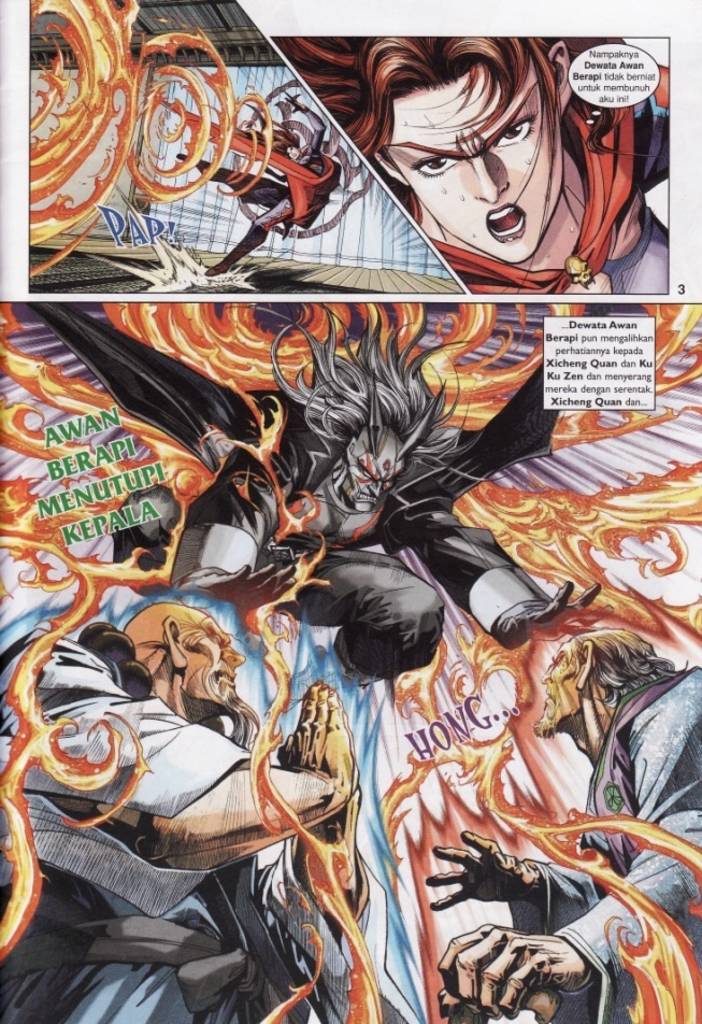 PAP!
Nampaknya
Dewata Awan
Berapi tidak berniat
untuk membunuh
aku ini!
3
...Dewata Awan
Berapi pun mengalihkan
perhatiannya kepada
Xicheng Quan dan Ku
Ku Zen dan menyerang
mereka dengan serentak.
Xicheng Quan dan...
AWAN
BERAPI
MENUTUPI
KEPALA
HONG...